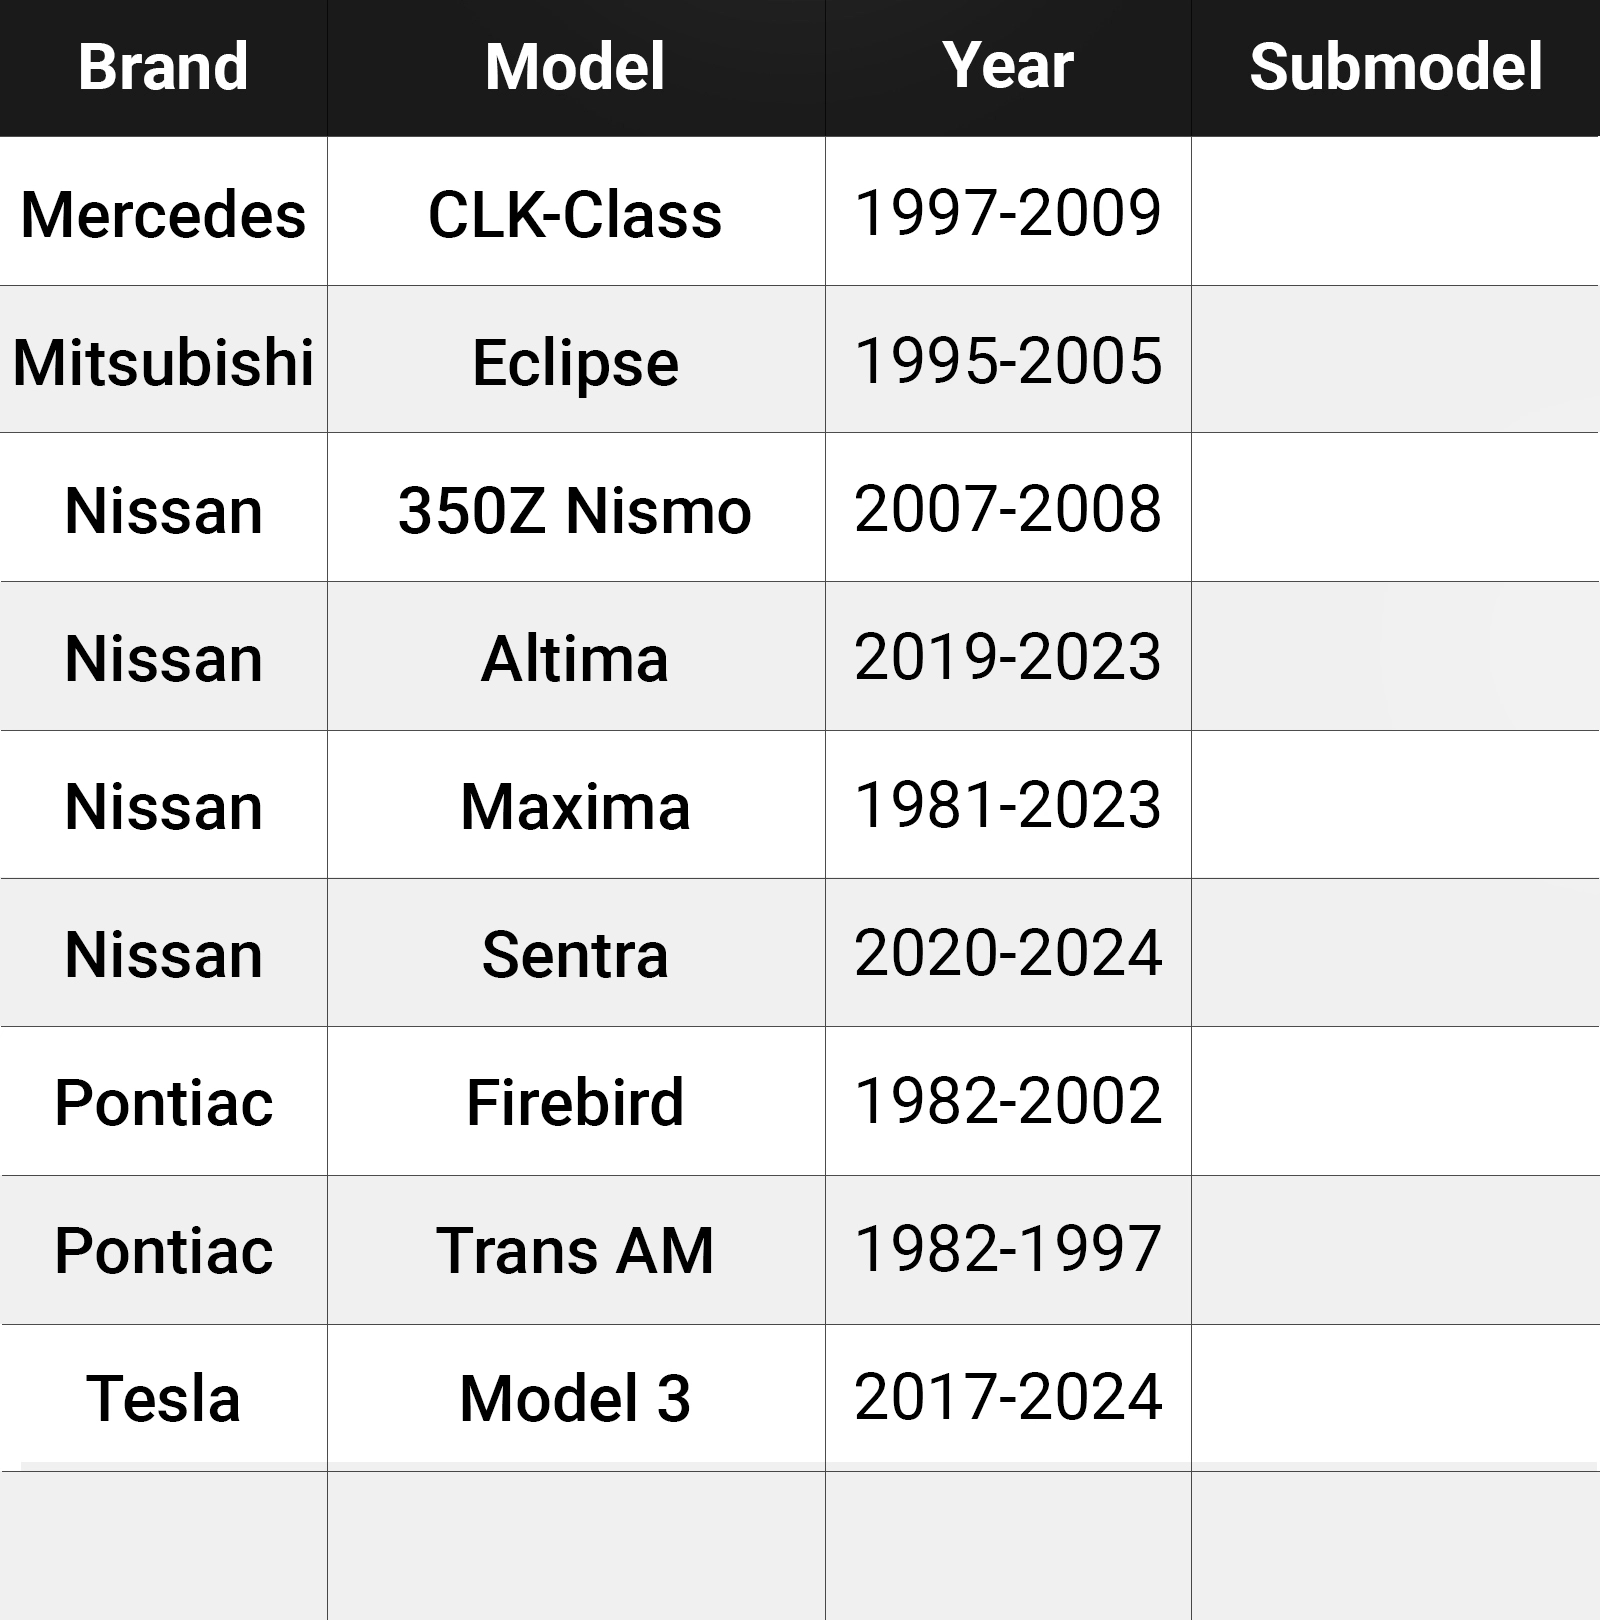 Brand Model Year Submodel
Mercedes CLK-Class 1997-2009
Mitsubishi Eclipse 1995-2005
Nissan 350Z Nismo 2007-2008
Nissan Altima 2019-2023
Nissan Maxima 1981-2023
Nissan Sentra 2020-2024
Pontiac Firebird 1982-2002
Pontiac Trans AM 1982-1997
Tesla Model 3 2017-2024